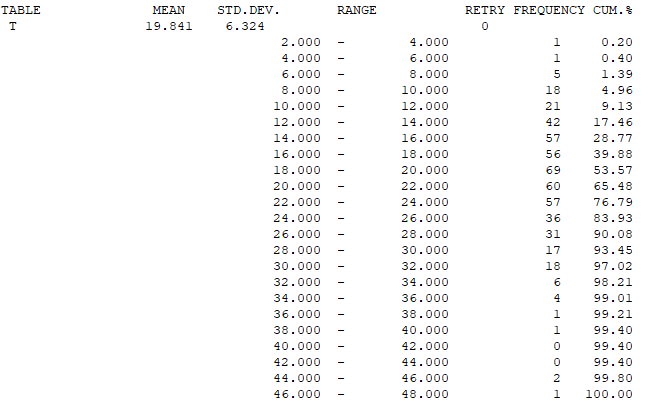 TABLE MEAN STD.DEV. RANGE RETRY FREQUENCY CUM.%
T 19.841 6.324 0
2.000 - 4.000 1 0.20
4.000 - 6.000 1 0.40
6.000 - 8.000 5 1.39
8.000 - 10.000 18 4.96
10.000 - 12.000 21 9.13
12.000 - 14.000 42 17.46
14.000 - 16.000 57 28.77
16.000 - 18.000 56 39.88
18.000 - 20.000 69 53.57
20.000 - 22.000 60 65.48
22.000 - 24.000 57 76.79
24.000 - 26.000 36 83.93
26.000 - 28.000 31 90.08
28.000 - 30.000 17 93.45
30.000 - 32.000 18 97.02
32.000 - 34.000 6 98.21
34.000 - 36.000 4 99.01
36.000 - 38.000 1 99.21
38.000 - 40.000 1 99.40
40.000 - 42.000 0 99.40
42.000 - 44.000 0 99.40
44.000 - 46.000 2 99.80
46.000 - 48.000 1 100.00